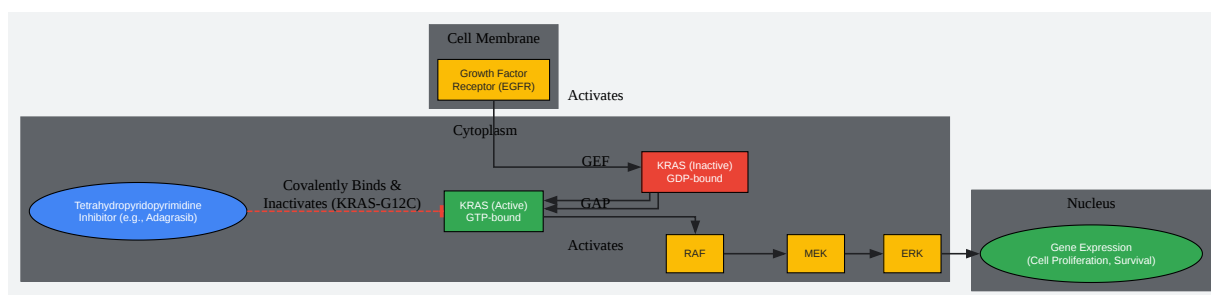 Cell Membrane
Growth Factor
Receptor (EGFR)
Activates
Cytoplasm
GEF
KRAS (Inactive)
GDP-bound
Covalently Binds &
Inactivates (KRAS-G12C)
Tetrahydropyridopyrimidine
Inhibitor (e.g., Adagrasib)
KRAS (Active)
GTP-bound
GAP
Activates
RAF
MEK
ERK
Nucleus
Gene Expression
(Cell Proliferation, Survival)